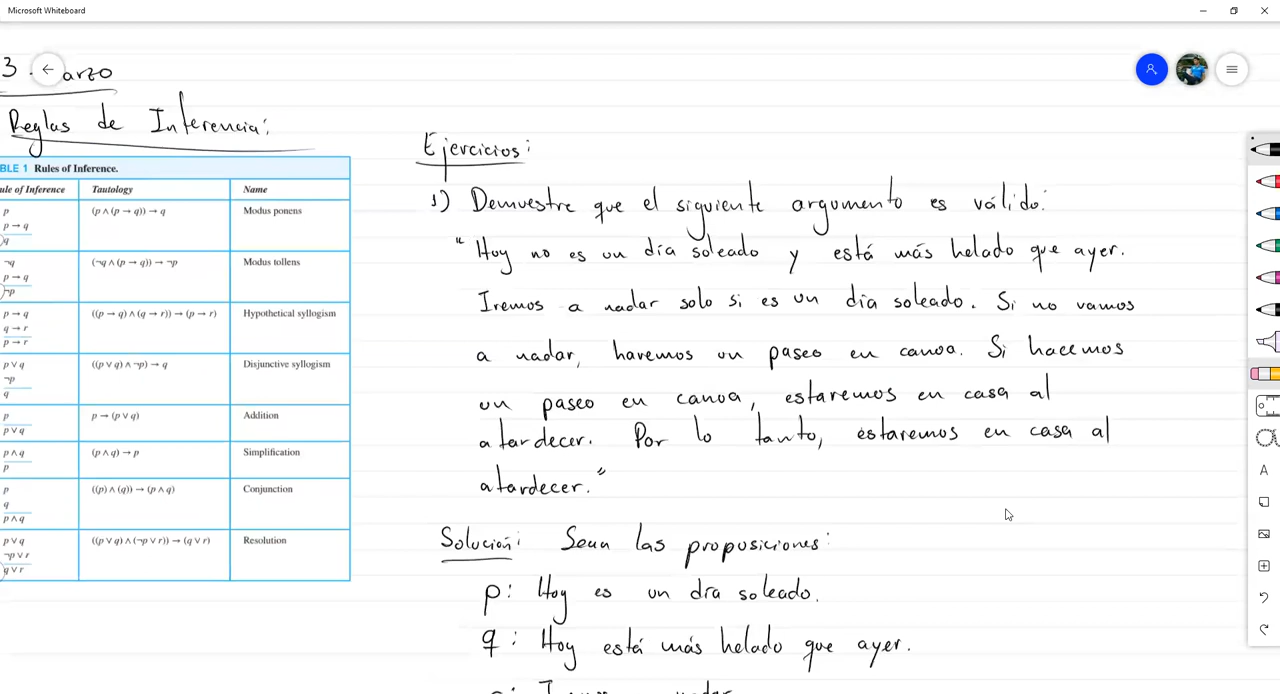 Microsoft Whiteboard
3 arzo
Reglas de Inferencia:
BLE 1 Rules of Inference.
ule of Inference Tautology Name
p
p → q
q
(p ∧ (p → q)) → q Modus ponens
¬q
p → q
¬p
(¬q ∧ (p → q)) → ¬p Modus tollens
p → q
q → r
p → r
((p → q) ∧ (q → r)) → (p → r) Hypothetical syllogism
p ∨ q
¬p
q
((p ∨ q) ∧ ¬p) → q Disjunctive syllogism
p
p ∨ q
p → (p ∨ q) Addition
p ∧ q
p
(p ∧ q) → p Simplification
p
q
p ∧ q
((p) ∧ (q)) → (p ∧ q) Conjunction
p ∨ q
¬p ∨ r
q ∨ r
((p ∨ q) ∧ (¬p ∨ r)) → (q ∨ r) Resolution
Ejercicios:
1) Demuestre que el siguiente argumento es válido:
"Hoy no es un día soleado y está más helado que ayer.
Iremos a nadar solo si es un día soleado. Si no vamos
a nadar, haremos un paseo en canoa. Si hacemos
un paseo en canoa, estaremos en casa al
atardecer. Por lo tanto, estaremos en casa al
atardecer."
Solución: Sean las proposiciones:
p: Hoy es un día soleado.
q: Hoy está más helado que ayer.
A